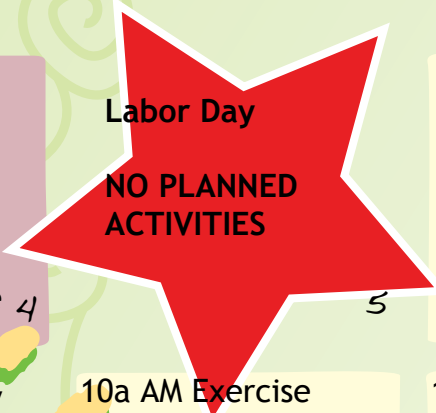 Labor Day
NO PLANNED
ACTIVITIES
4
5
10a AM Exercise